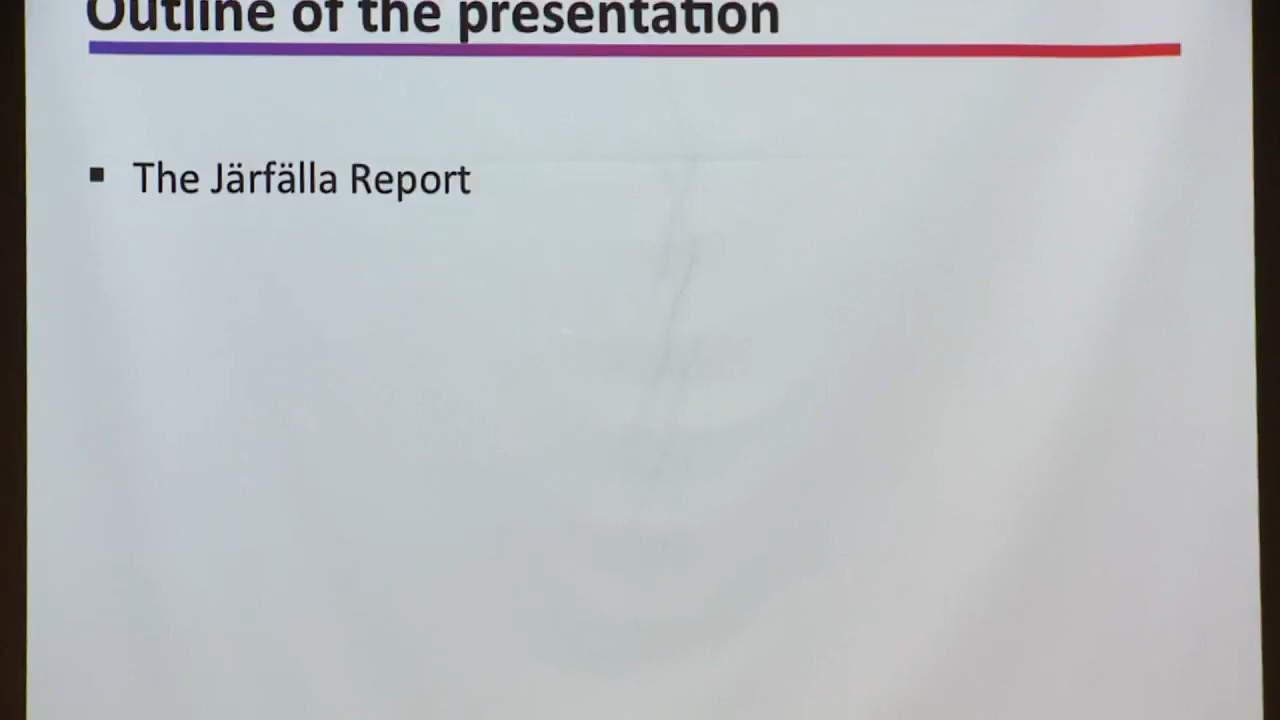 Outline of the presentation
The Järfälla Report